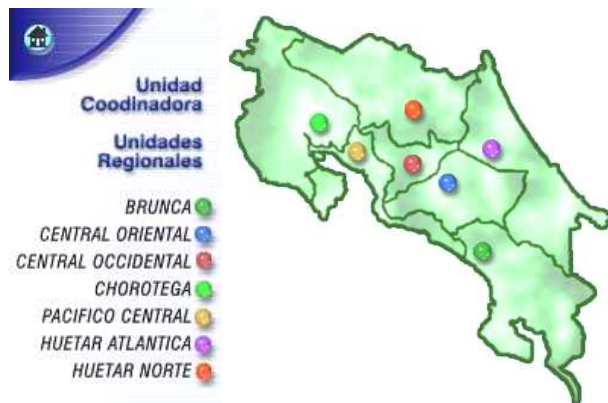 Unidad
Coodinadora
Unidades
Regionales
BRUNCA
CENTRAL ORIENTAL
CENTRAL OCCIDENTAL
CHOROTEGA
PACIFICO CENTRAL
HUETAR ATLANTICA
HUETAR NORTE